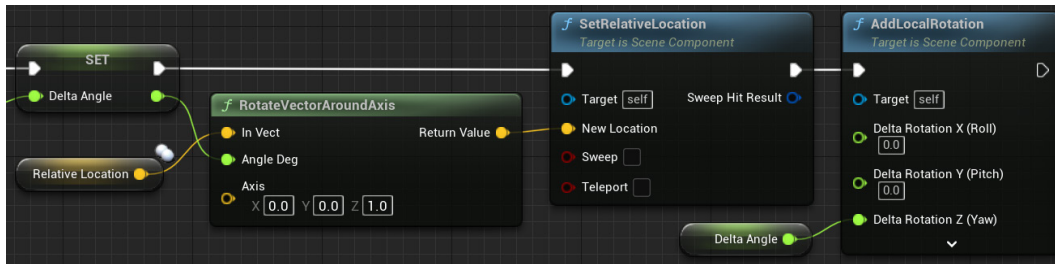 SET
Delta Angle
Relative Location
f RotateVectorAroundAxis
In Vect
Return Value
Angle Deg
Axis
X 0.0 Y 0.0 Z 1.0
f SetRelativeLocation
Target is Scene Component
Target self
Sweep Hit Result
New Location
Sweep
Teleport
Delta Angle
f AddLocalRotation
Target is Scene Component
Target self
Delta Rotation X (Roll)
0.0
Delta Rotation Y (Pitch)
0.0
Delta Rotation Z (Yaw)